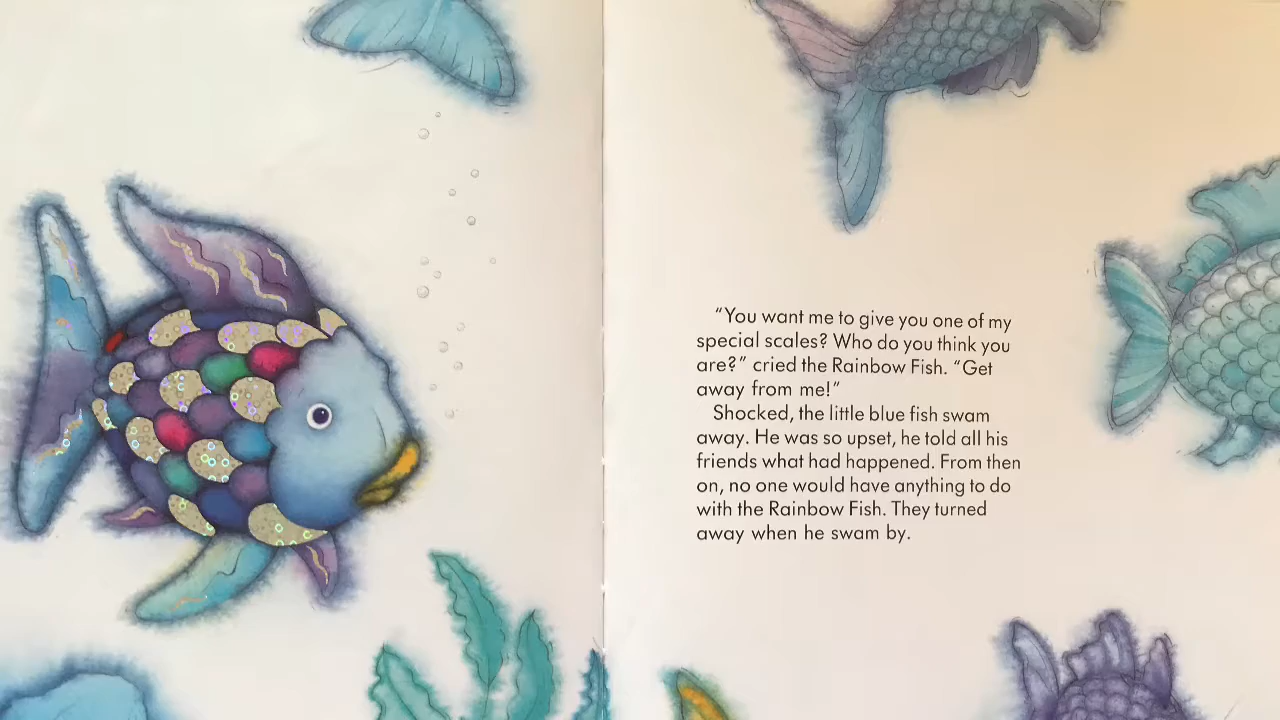 “You want me to give you one of my
special scales? Who do you think you
are?” cried the Rainbow Fish. “Get
away from me!”
Shocked, the little blue fish swam
away. He was so upset, he told all his
friends what had happened. From then
on, no one would have anything to do
with the Rainbow Fish. They turned
away when he swam by.